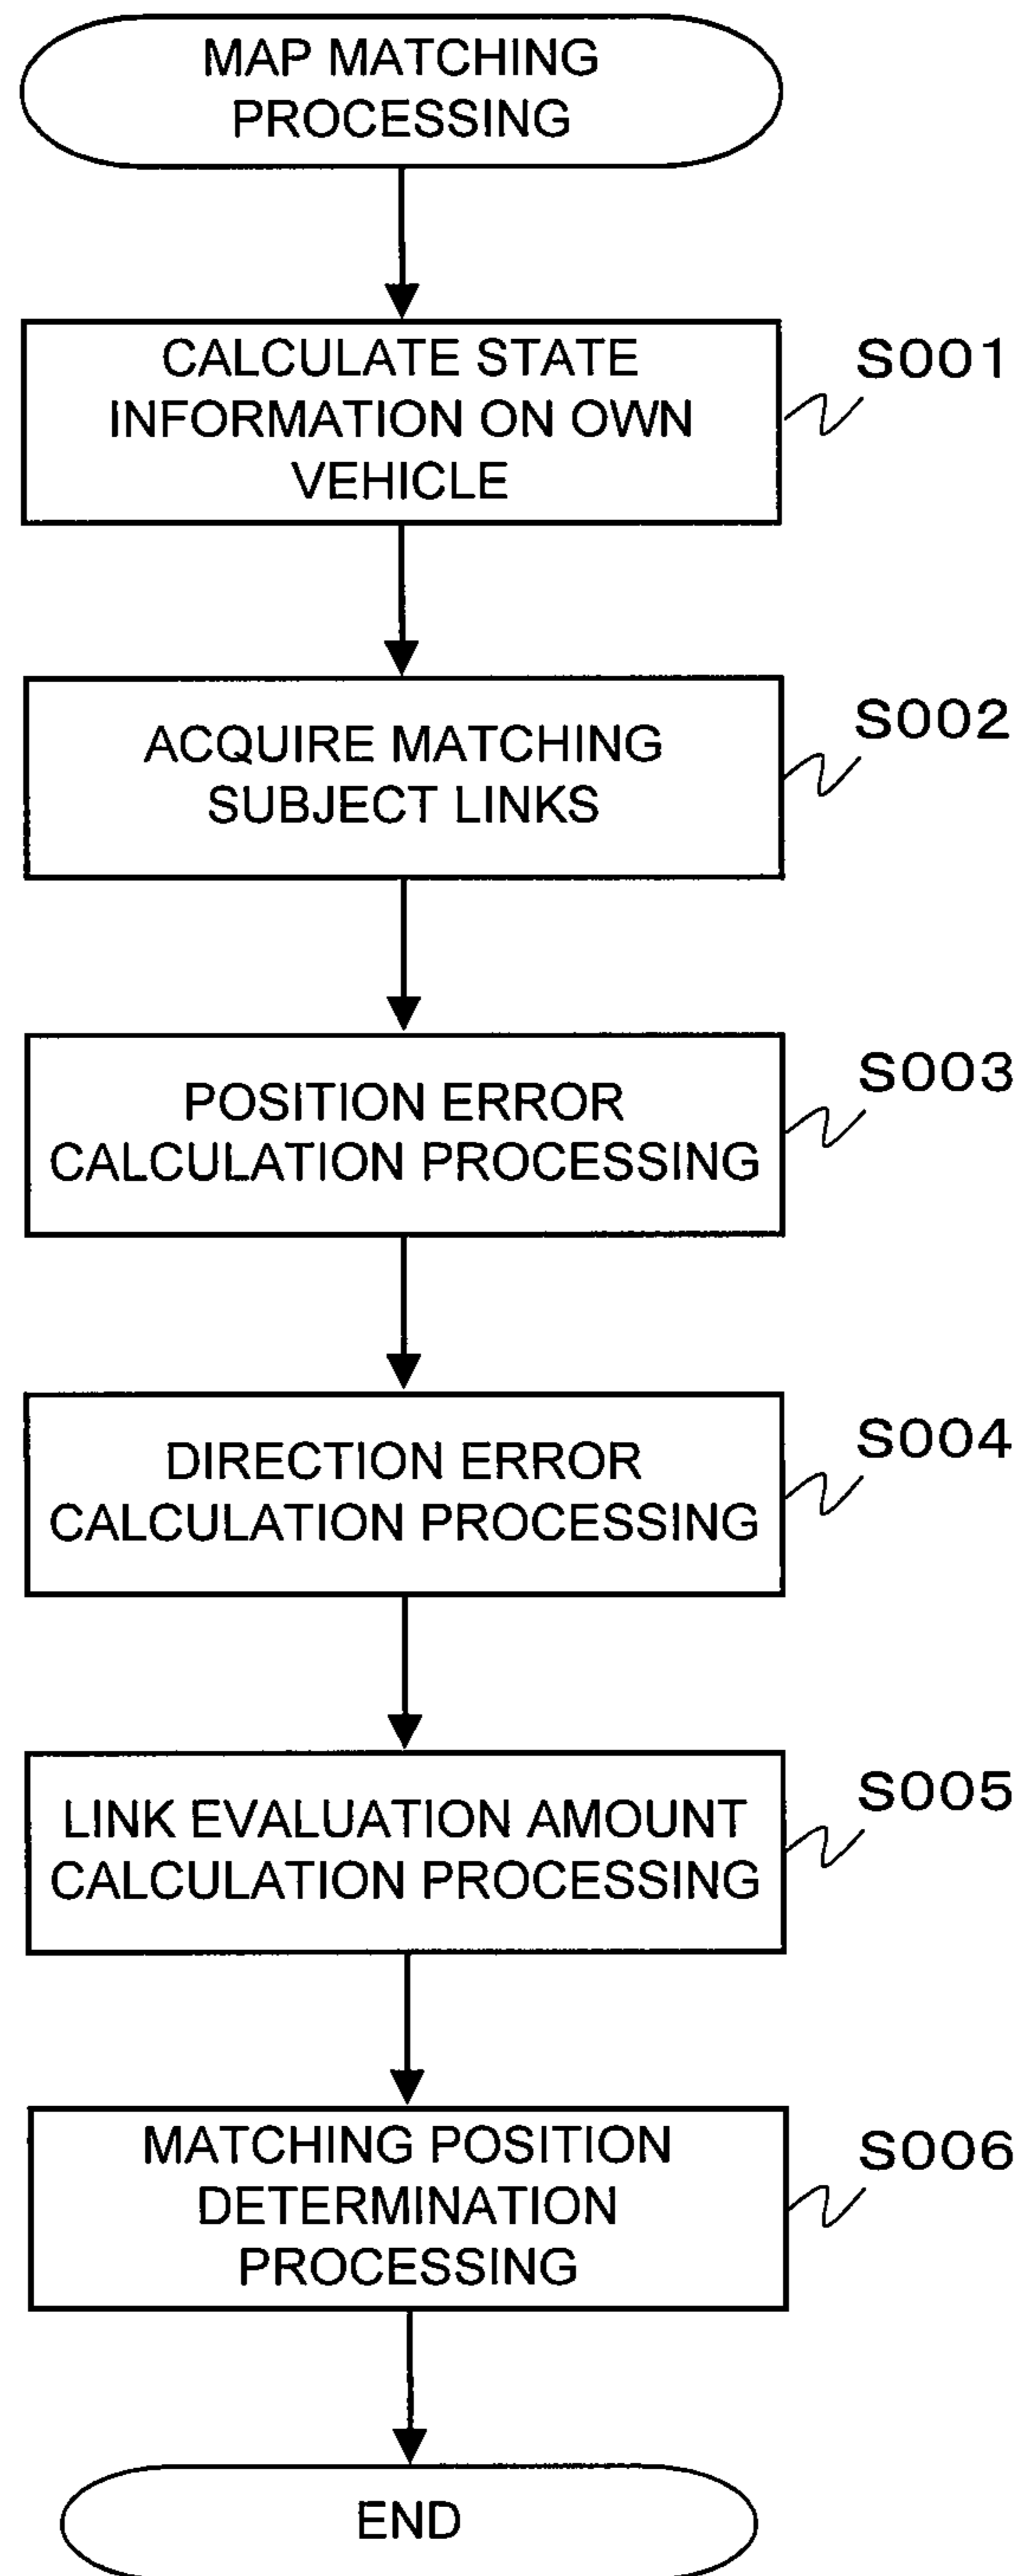 MAP MATCHING
PROCESSING
CALCULATE STATE
INFORMATION ON OWN
VEHICLE
S001
ACQUIRE MATCHING
SUBJECT LINKS
S002
POSITION ERROR
CALCULATION PROCESSING
S003
DIRECTION ERROR
CALCULATION PROCESSING
S004
LINK EVALUATION AMOUNT
CALCULATION PROCESSING
S005
MATCHING POSITION
DETERMINATION
PROCESSING
S006
END